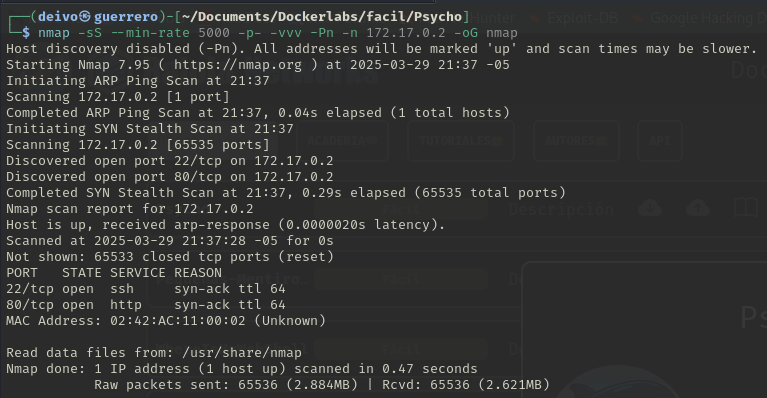 ┌──(deivo㉿guerrero)-[~/Documents/Dockerlabs/facil/Psycho]
└─$ nmap -sS --min-rate 5000 -p- -vvv -Pn -n 172.17.0.2 -oG nmap
Host discovery disabled (-Pn). All addresses will be marked 'up' and scan times may be slower.
Starting Nmap 7.95 ( https://nmap.org ) at 2025-03-29 21:37 -05
Initiating ARP Ping Scan at 21:37
Scanning 172.17.0.2 [1 port]
Completed ARP Ping Scan at 21:37, 0.04s elapsed (1 total hosts)
Initiating SYN Stealth Scan at 21:37
Scanning 172.17.0.2 [65535 ports]
Discovered open port 22/tcp on 172.17.0.2
Discovered open port 80/tcp on 172.17.0.2
Completed SYN Stealth Scan at 21:37, 0.29s elapsed (65535 total ports)
Nmap scan report for 172.17.0.2
Host is up, received arp-response (0.0000020s latency).
Scanned at 2025-03-29 21:37:28 -05 for 0s
Not shown: 65533 closed tcp ports (reset)
PORT   STATE SERVICE REASON
22/tcp open  ssh     syn-ack ttl 64
80/tcp open  http    syn-ack ttl 64
MAC Address: 02:42:AC:11:00:02 (Unknown)

Read data files from: /usr/share/nmap
Nmap done: 1 IP address (1 host up) scanned in 0.47 seconds
           Raw packets sent: 65536 (2.884MB) | Rcvd: 65536 (2.621MB)
Hunter
Exploit-DB
Google Hacking
ACADEMIA
TUTORIALES
AUTORES
API
Descripción